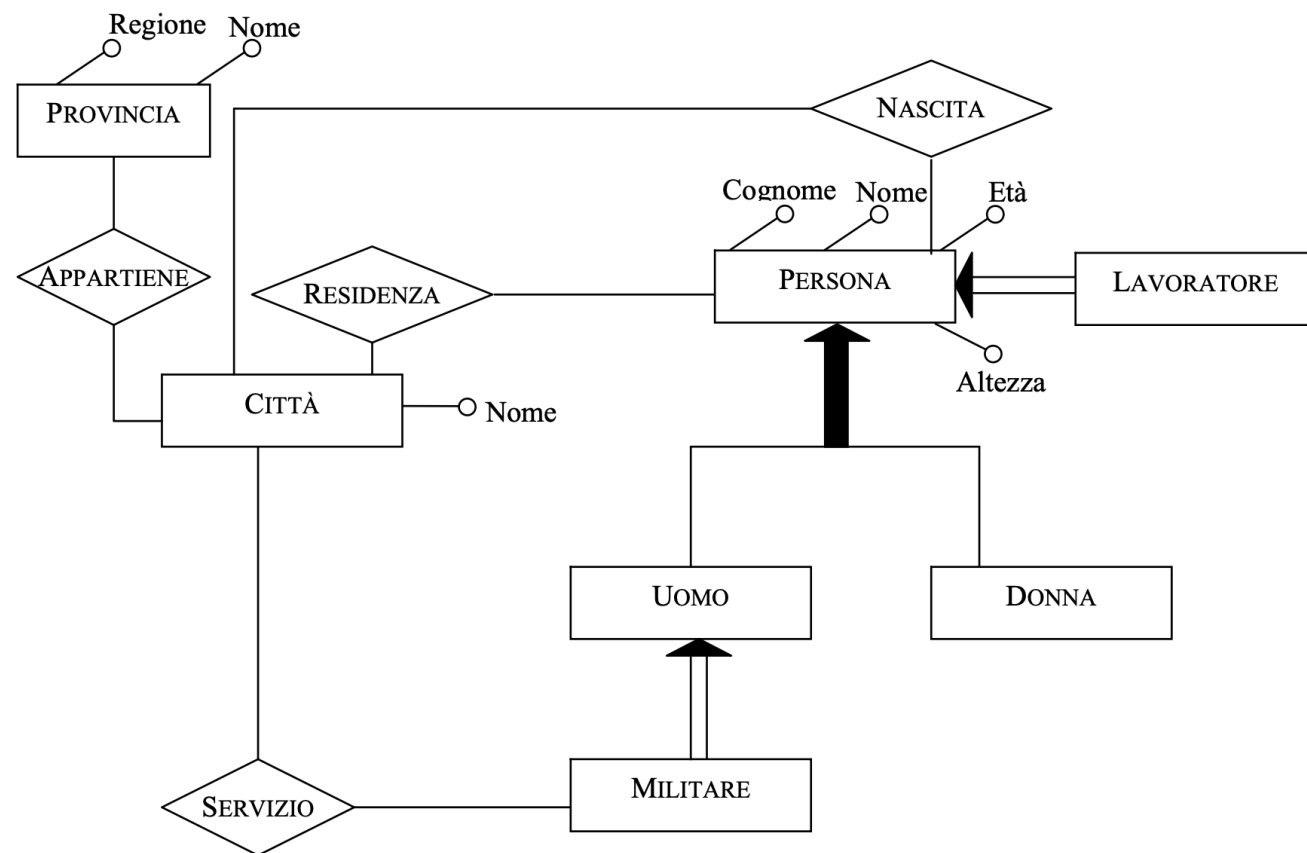 Regione Nome
PROVINCIA
NASCITA
Cognome Nome Età
APPARTIENE
RESIDENZA
PERSONA
LAVORATORE
Altezza
CITTÀ
Nome
UOMO
DONNA
MILITARE
SERVIZIO